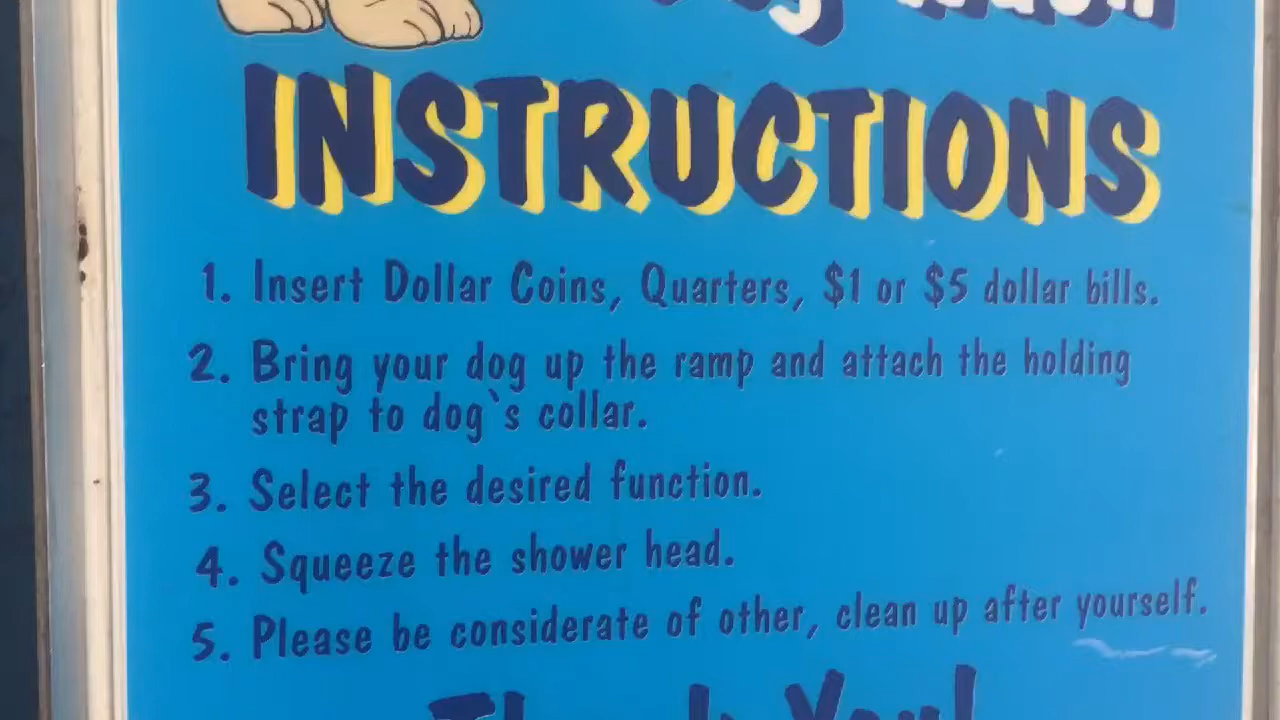 INSTRUCTIONS
1. Insert Dollar Coins, Quarters, $1 or $5 dollar bills.
2. Bring your dog up the ramp and attach the holding
strap to dog`s collar.
3. Select the desired function.
4. Squeeze the shower head.
5. Please be considerate of other, clean up after yourself.
Thank You!